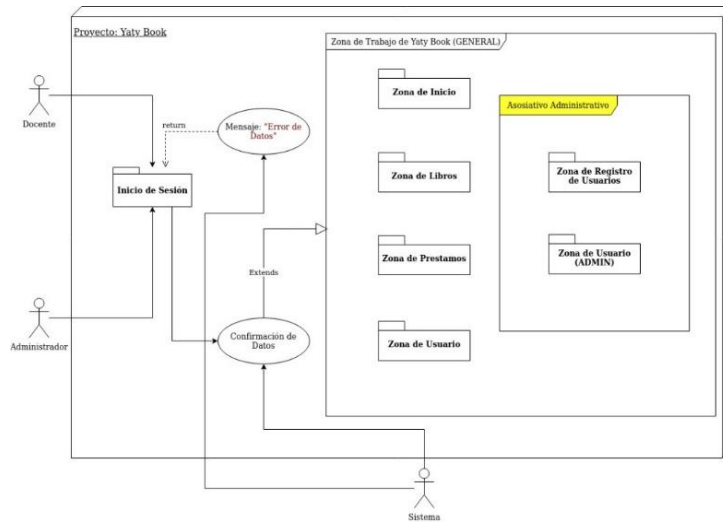 Proyecto: Yaty Book
Zona de Trabajo de Yaty Book (GENERAL)
Docente
return
Mensaje: "Error de
Datos"
Inicio de Sesión
Zona de Inicio
Asosiativo Administrativo
Zona de Libros
Zona de Registro
de Usuarios
Zona de Prestamos
Zona de Usuario
(ADMIN)
Extends
Administrador
Confirmación de
Datos
Zona de Usuario
Sistema